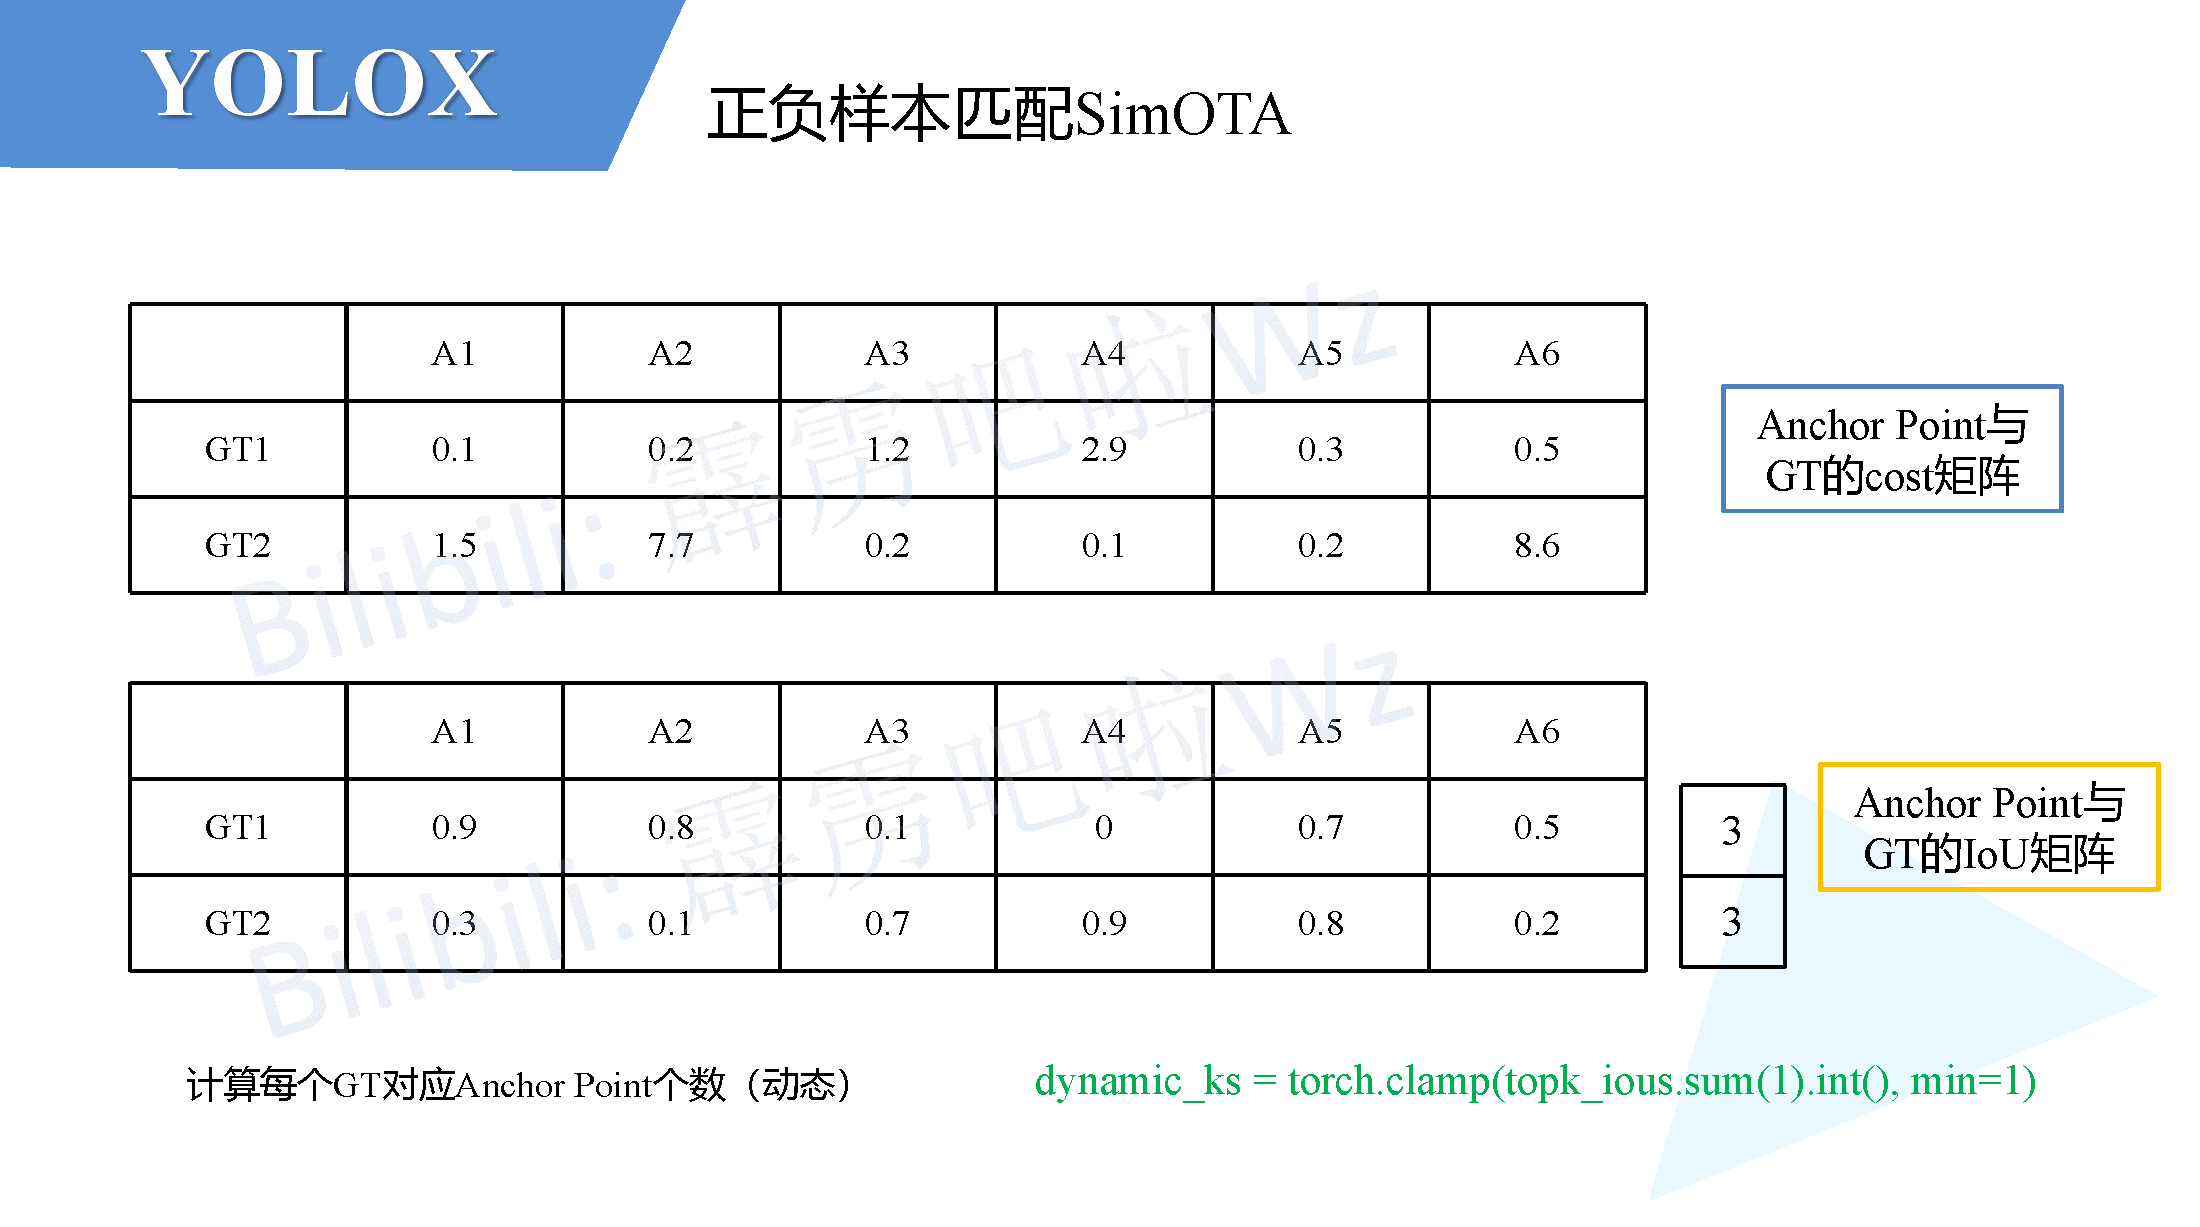 YOLOX
正负样本匹配SimOTA
A1 A2 A3 A4 A5 A6
GT1 0.1 0.2 1.2 2.9 0.3 0.5
GT2 1.5 7.7 0.2 0.1 0.2 8.6
Anchor Point与
GT的cost矩阵
Bilibili: 霹雳吧啦Wz
A1 A2 A3 A4 A5 A6
GT1 0.9 0.8 0.1 0 0.7 0.5
GT2 0.3 0.1 0.7 0.9 0.8 0.2
3
3
Anchor Point与
GT的IoU矩阵
Bilibili: 霹雳吧啦Wz
计算每个GT对应Anchor Point个数（动态）
dynamic_ks = torch.clamp(topk_ious.sum(1).int(), min=1)